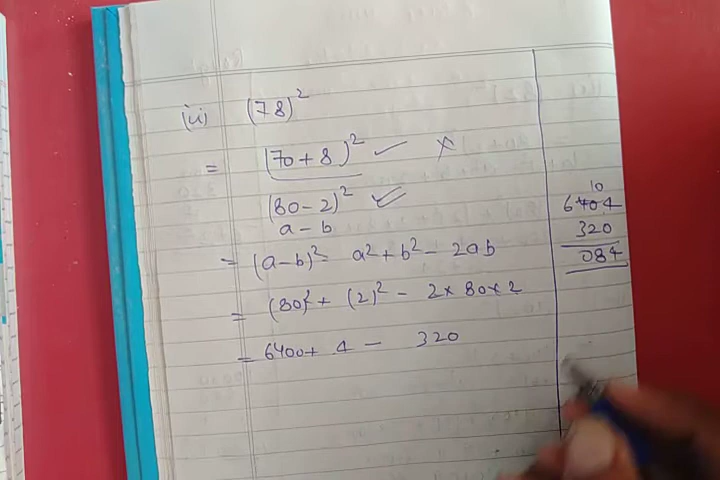 (ii) (78)²
= (70+8)² ✓ ×
(80-2)² ✓
a-b
= (a-b)² = a²+b²-2ab
= (80)² + (2)² - 2×80×2
= 6400 + 4 - 320
10
6404
320
084